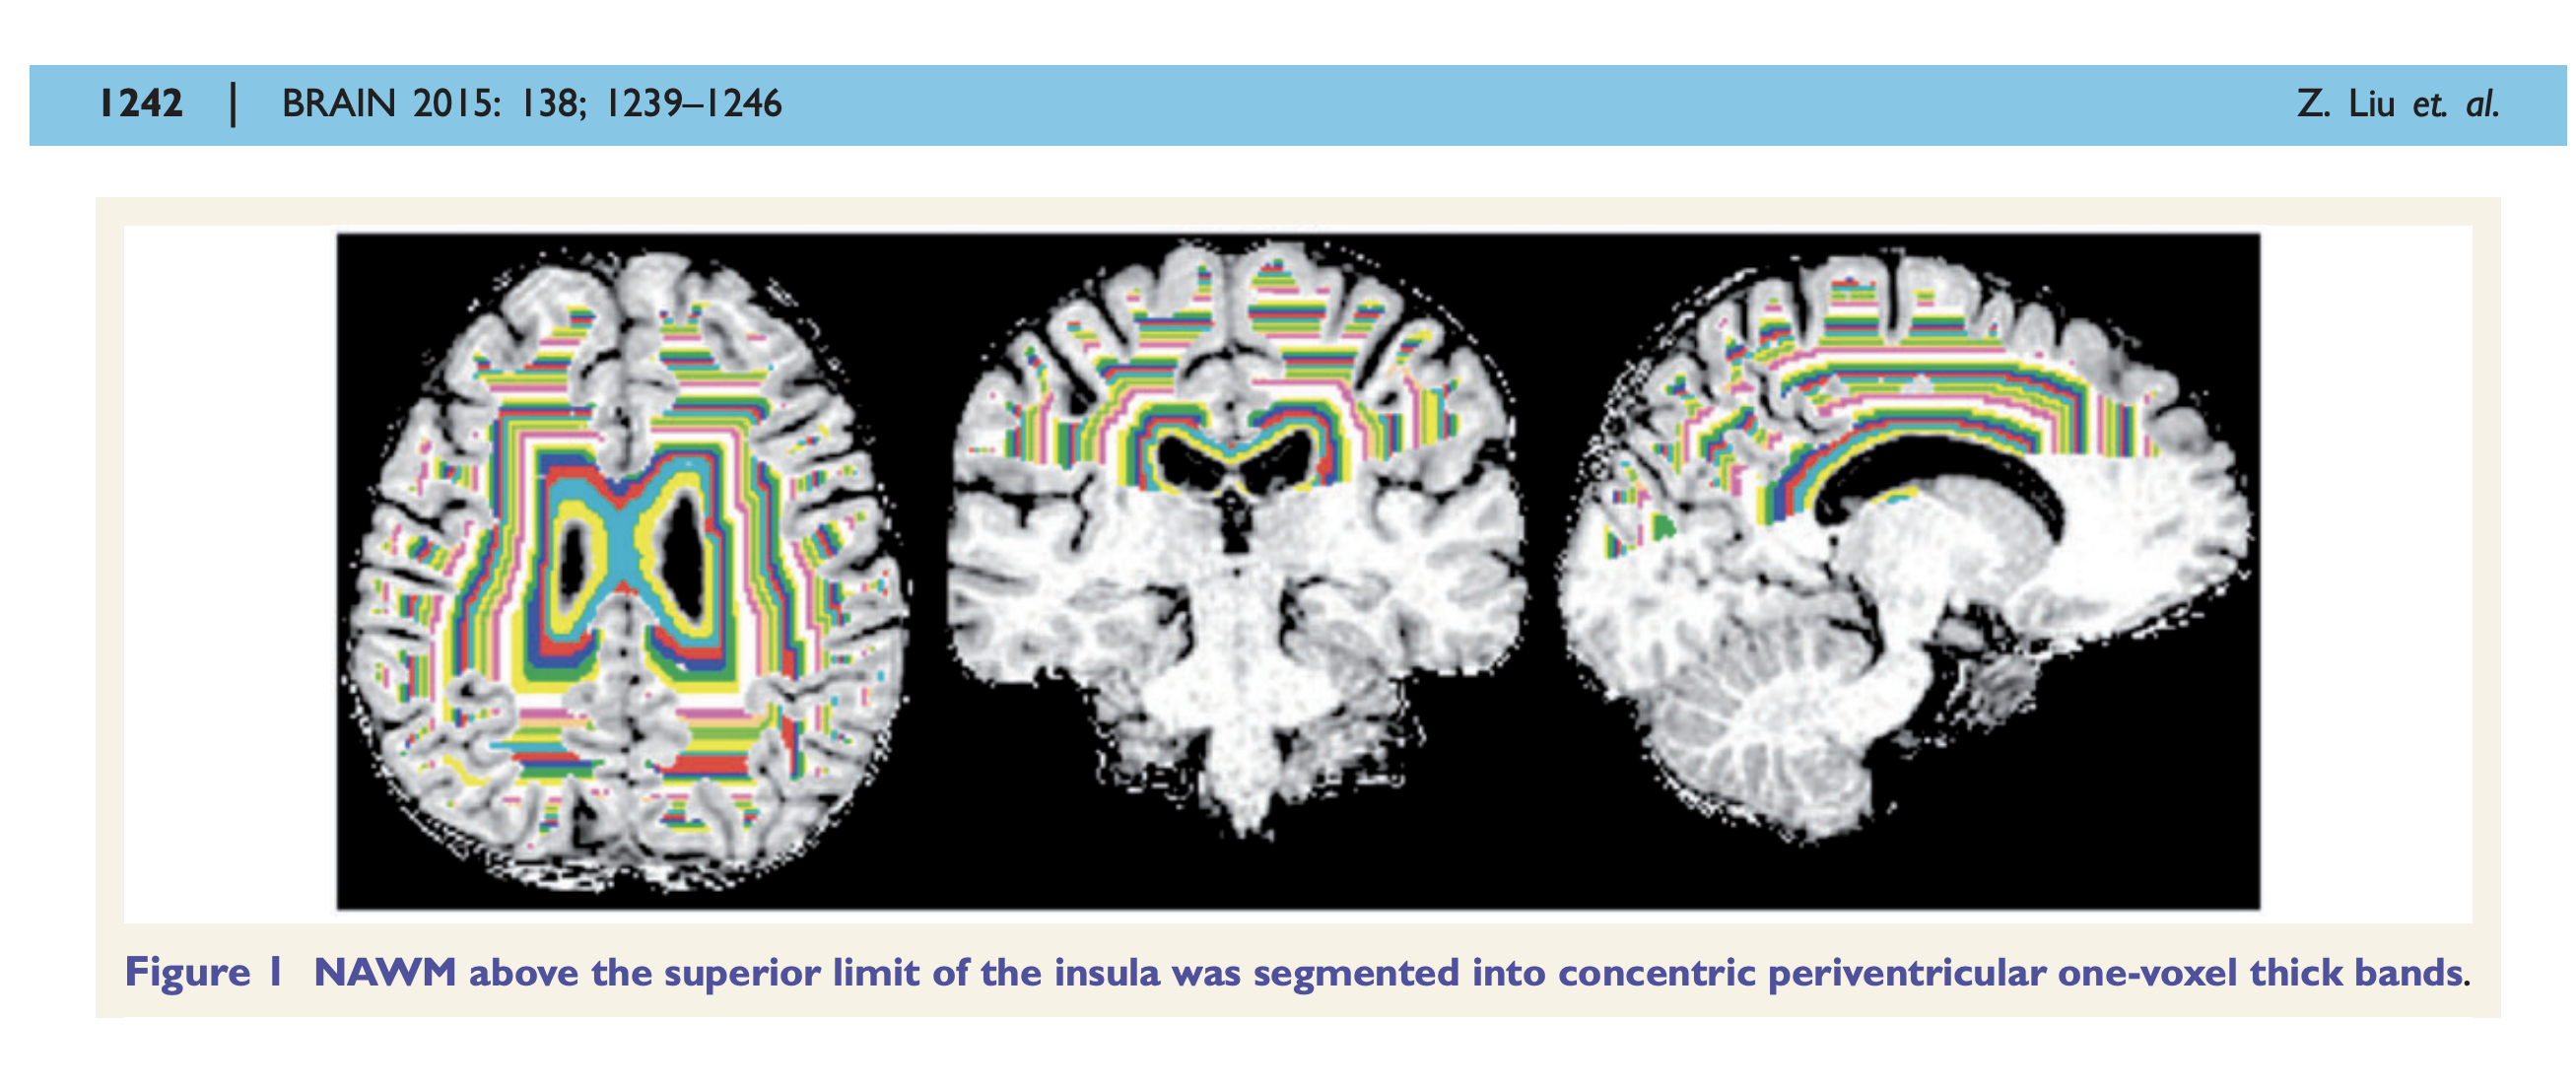 1242 | BRAIN 2015: 138; 1239–1246 Z. Liu et. al.
Figure 1 NAWM above the superior limit of the insula was segmented into concentric periventricular one-voxel thick bands.